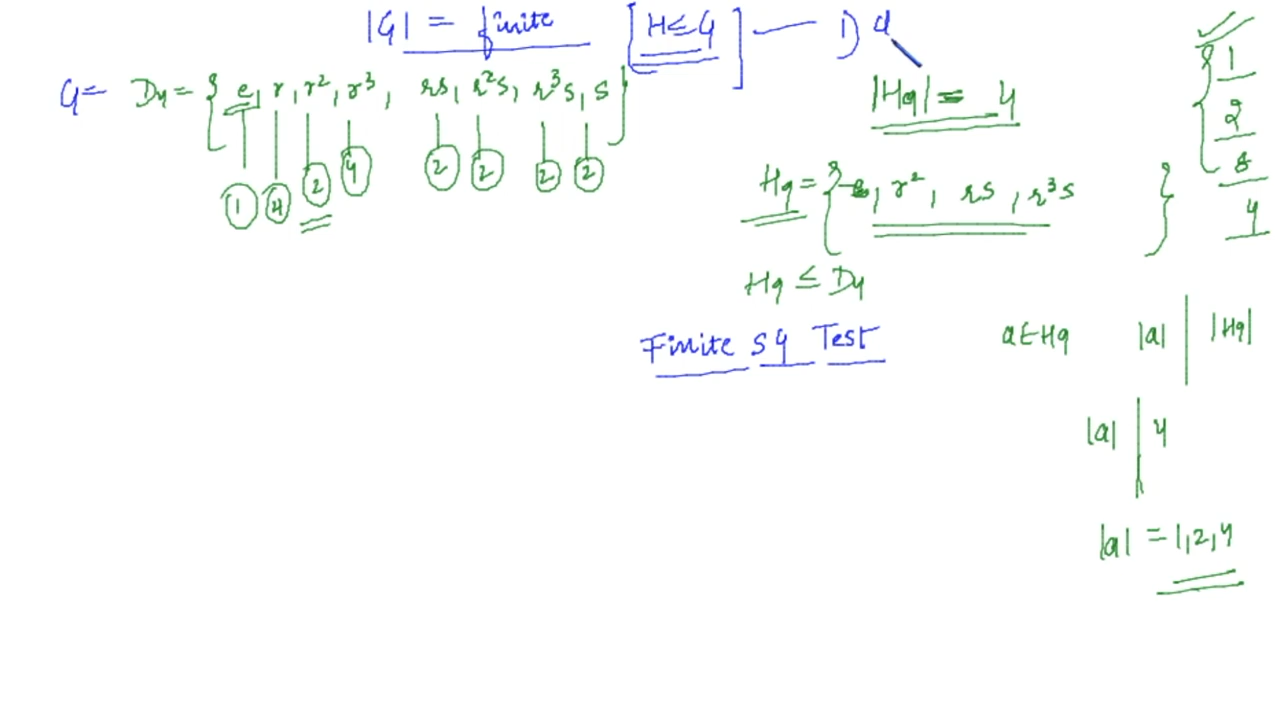 |G| = finite [H ≤ G] — 1) a
G = D4 = { e, r, r², r³, rs, r²s, r³s, s }
1 4 2 4 2 2 2 2
|H9| = 4
1
2
8
4
H9 = { e, r², rs, r³s }
H9 ≤ D4
Finite SG Test
a ∈ H9 |a| | |H9|
|a| | 4
|a| = 1, 2, 4